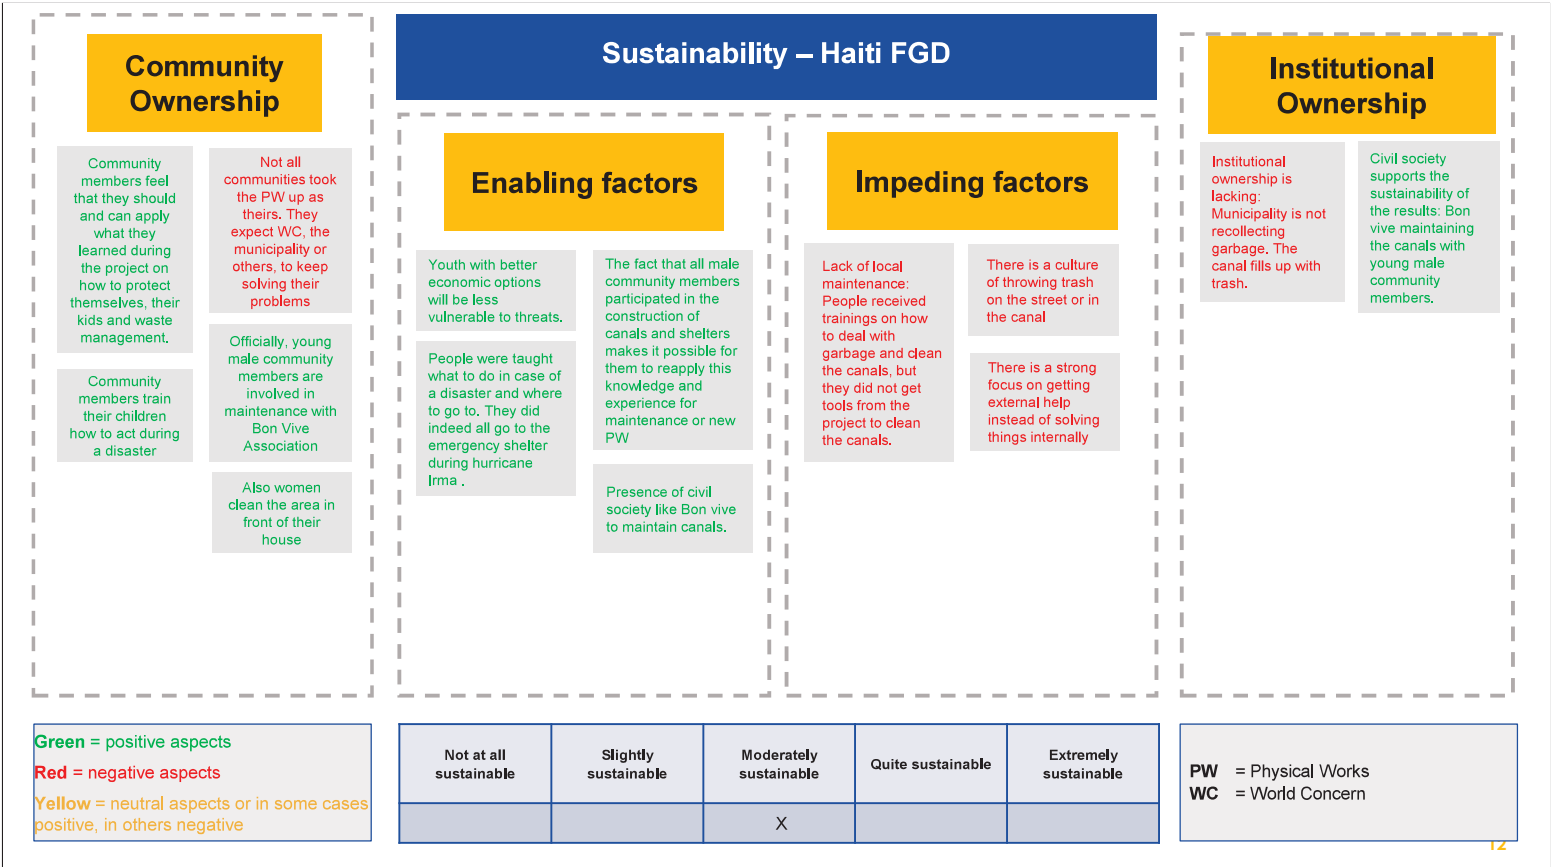 Community
Ownership
Community
members feel
that they should
and can apply
what they
learned during
the project on
how to protect
themselves, their
kids and waste
management.
Community
members train
their children
how to act during
a disaster
Not all
communities took
the PW up as
theirs. They
expect WC, the
municipality or
others, to keep
solving their
problems
Officially, young
male community
members are
involved in
maintenance with
Bon Vive
Association
Also women
clean the area in
front of their
house
Sustainability – Haiti FGD
Enabling factors
Youth with better
economic options
will be less
vulnerable to threats.
People were taught
what to do in case of
a disaster and where
to go to. They did
indeed all go to the
emergency shelter
during hurricane
Irma .
The fact that all male
community members
participated in the
construction of
canals and shelters
makes it possible for
them to reapply this
knowledge and
experience for
maintenance or new
PW
Presence of civil
society like Bon vive
to maintain canals.
Impeding factors
Lack of local
maintenance:
People received
trainings on how
to deal with
garbage and clean
the canals, but
they did not get
tools from the
project to clean
the canals.
There is a culture
of throwing trash
on the street or in
the canal
There is a strong
focus on getting
external help
instead of solving
things internally
Institutional
Ownership
Institutional
ownership is
lacking:
Municipality is not
recollecting
garbage. The
canal fills up with
trash.
Civil society
supports the
sustainability of
the results: Bon
vive maintaining
the canals with
young male
community
members.
Green = positive aspects
Red = negative aspects
Yellow = neutral aspects or in some cases
positive, in others negative
Not at all
sustainable
Slightly
sustainable
Moderately
sustainable
Quite sustainable
Extremely
sustainable
X
PW = Physical Works
WC = World Concern
12